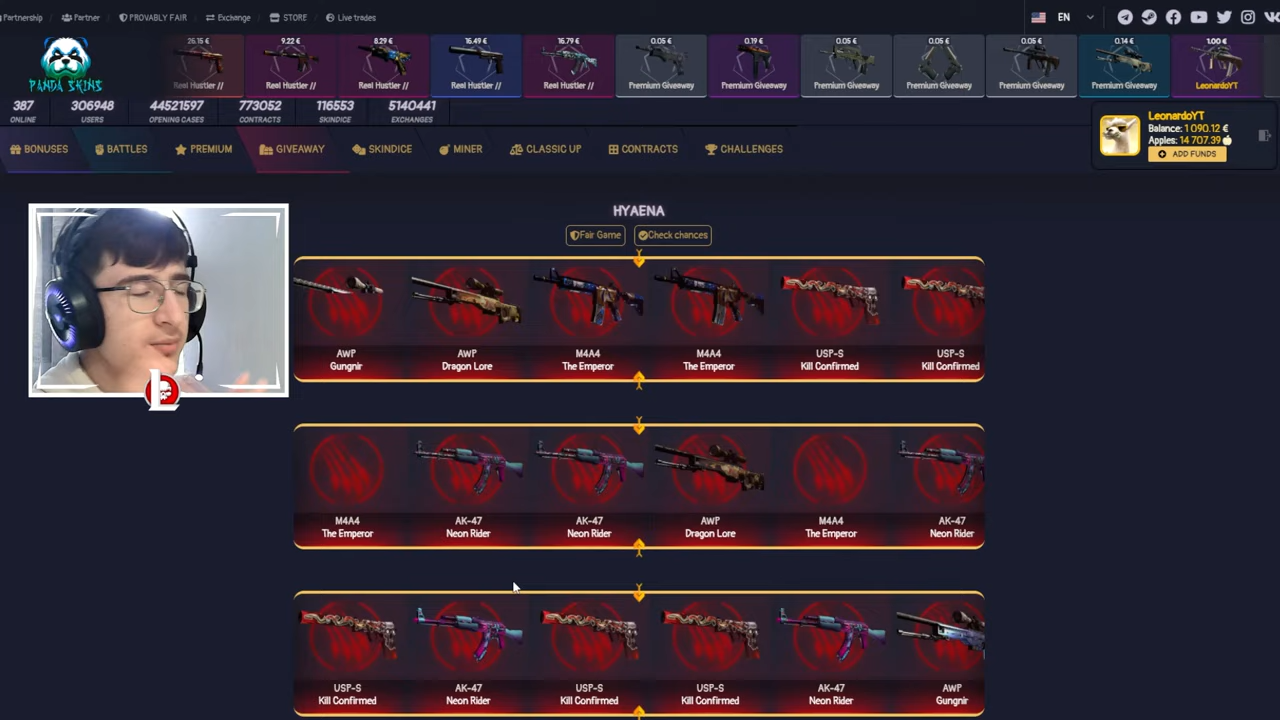 Partnership Partner PROVABLY FAIR Exchange STORE Live trades EN
PANDA SKINS
26.15 € 9.22 € 8.29 € 16.49 € 16.79 € 0.05 € 0.19 € 0.05 € 0.05 € 0.05 € 0.14 € 1.00 €
Real Hustler // Real Hustler // Real Hustler // Real Hustler // Real Hustler // Premium Giveaway Premium Giveaway Premium Giveaway Premium Giveaway Premium Giveaway Premium Giveaway LeonardoYT
387 306948 44521597 773052 116553 5140441
ONLINE USERS OPENING CASES CONTRACTS SKINDICE EXCHANGES
LeonardoYT
Balance: 1 090.12 €
Apples: 14 707.39
ADD FUNDS
BONUSES BATTLES PREMIUM GIVEAWAY SKINDICE MINER CLASSIC UP CONTRACTS CHALLENGES
HYAENA
Fair Game Check chances
AWP AWP M4A4 M4A4 USP-S USP-S
Gungnir Dragon Lore The Emperor The Emperor Kill Confirmed Kill Confirmed
M4A4 AK-47 AK-47 AWP M4A4 AK-47
The Emperor Neon Rider Neon Rider Dragon Lore The Emperor Neon Rider
USP-S AK-47 USP-S USP-S AK-47 AWP
Kill Confirmed Neon Rider Kill Confirmed Kill Confirmed Neon Rider Gungnir